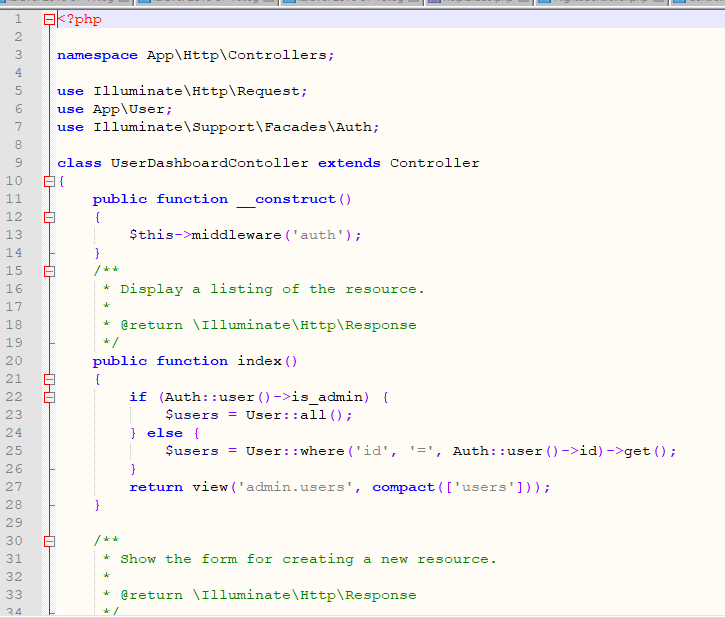 1 <?php
2
3 namespace App\Http\Controllers;
4
5 use Illuminate\Http\Request;
6 use App\User;
7 use Illuminate\Support\Facades\Auth;
8
9 class UserDashboardContoller extends Controller
10 {
11     public function __construct()
12     {
13         $this->middleware('auth');
14     }
15     /**
16      * Display a listing of the resource.
17      *
18      * @return \Illuminate\Http\Response
19      */
20     public function index()
21     {
22         if (Auth::user()->is_admin) {
23             $users = User::all();
24         } else {
25             $users = User::where('id', '=', Auth::user()->id)->get();
26         }
27         return view('admin.users', compact(['users']));
28     }
29
30     /**
31      * Show the form for creating a new resource.
32      *
33      * @return \Illuminate\Http\Response
34      */